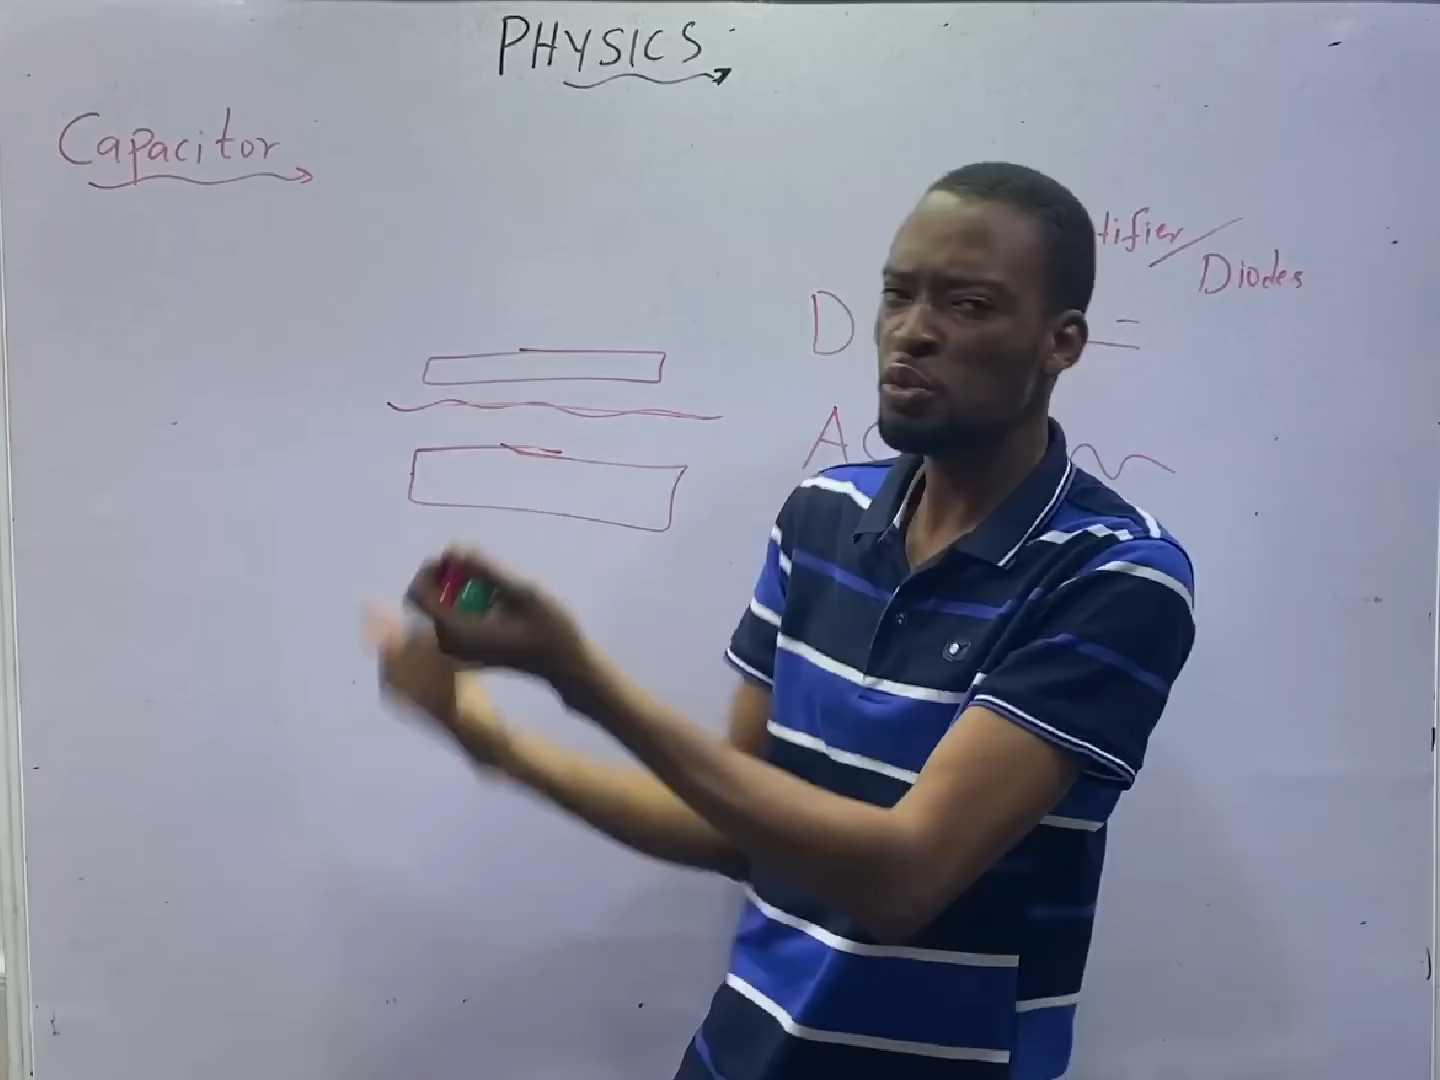 PHYSICS
Capacitor
Diodes
D =